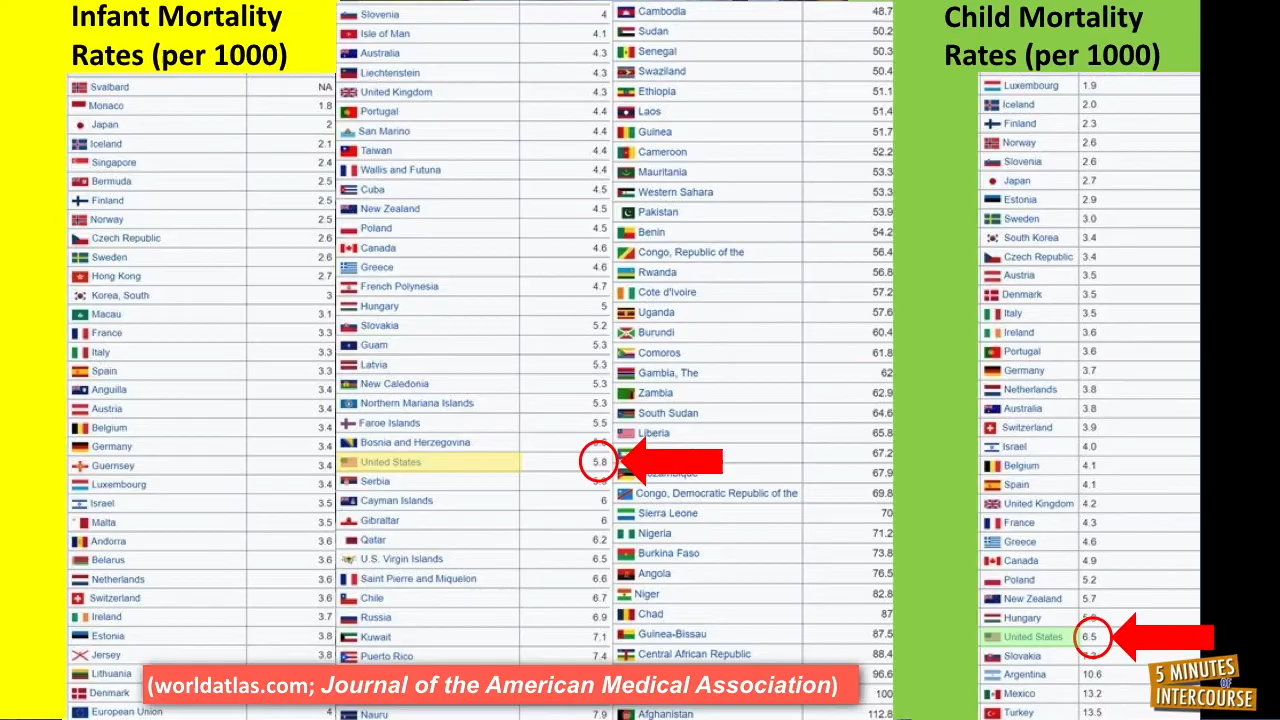 Infant Mortality
Rates (per 1000)
Svalbard NA
Monaco 1.8
Japan 2
Iceland 2.1
Singapore 2.4
Bermuda 2.5
Finland 2.5
Norway 2.5
Czech Republic 2.6
Sweden 2.6
Hong Kong 2.7
Korea, South 3
Macau 3.1
France 3.3
Italy 3.3
Spain 3.3
Anguilla 3.4
Austria 3.4
Belgium 3.4
Germany 3.4
Guernsey 3.4
Luxembourg 3.4
Israel 3.5
Malta 3.5
Andorra 3.6
Belarus 3.6
Netherlands 3.6
Switzerland 3.6
Ireland 3.7
Estonia 3.8
Jersey 3.8
Lithuania
Denmark
European Union 4
Slovenia 4
Isle of Man 4.1
Australia 4.3
Liechtenstein 4.3
United Kingdom 4.3
Portugal 4.4
San Marino 4.4
Taiwan 4.4
Wallis and Futuna 4.4
Cuba 4.5
New Zealand 4.5
Poland 4.5
Canada 4.6
Greece 4.6
French Polynesia 4.7
Hungary 5
Slovakia 5.2
Guam 5.3
Latvia 5.3
New Caledonia 5.3
Northern Mariana Islands 5.3
Faroe Islands 5.5
Bosnia and Herzegovina
United States 5.8
Serbia
Cayman Islands 6
Gibraltar 6
Qatar 6.2
U.S. Virgin Islands 6.5
Saint Pierre and Miquelon 6.6
Chile 6.7
Russia 6.9
Kuwait 7.1
Puerto Rico 7.4
Nauru 7.9
Cambodia 48.7
Sudan 50.2
Senegal 50.3
Swaziland 50.4
Ethiopia 51.1
Laos 51.4
Guinea 51.7
Cameroon 52.2
Mauritania 53.3
Western Sahara 53.3
Pakistan 53.9
Benin 54.2
Congo, Republic of the 56.4
Rwanda 56.8
Cote d'Ivoire 57.2
Uganda 57.6
Burundi 60.4
Comoros 61.8
Gambia, The 62
Zambia 62.9
South Sudan 64.6
Liberia 65.8
67.2
Mozambique 67.9
Congo, Democratic Republic of the 69.8
Sierra Leone 70
Nigeria 71.2
Burkina Faso 73.8
Angola 76.5
Niger 82.8
Chad 87
Guinea-Bissau 87.5
Central African Republic 88.4
96.6
100
Afghanistan 112.8
Child Mortality
Rates (per 1000)
Luxembourg 1.9
Iceland 2.0
Finland 2.3
Norway 2.6
Slovenia 2.6
Japan 2.7
Estonia 2.9
Sweden 3.0
South Korea 3.4
Czech Republic 3.4
Austria 3.5
Denmark 3.5
Italy 3.5
Ireland 3.6
Portugal 3.6
Germany 3.7
Netherlands 3.8
Australia 3.8
Switzerland 3.9
Israel 4.0
Belgium 4.1
Spain 4.1
United Kingdom 4.2
France 4.3
Greece 4.6
Canada 4.9
Poland 5.2
New Zealand 5.7
Hungary
United States 6.5
Slovakia
Argentina 10.6
Mexico 13.2
Turkey 13.5
(worldatlas.com, Journal of the American Medical Association)
5 MINUTES
OF
INTERCOURSE